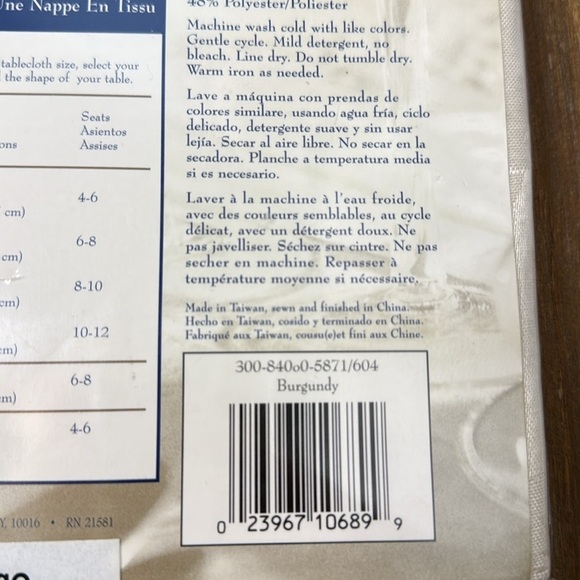 Une Nappe En Tissu
tablecloth size, select your
the shape of your table.
Seats
Asientos
Assises
4-6
cm)
6-8
cm)
8-10
cm)
10-12
6-8
4-6
10016 • RN 21581
48% Polyester/Poliester
Machine wash cold with like colors.
Gentle cycle. Mild detergent, no
bleach. Line dry. Do not tumble dry.
Warm iron as needed.
Lave a máquina con prendas de
colores similare, usando agua fría, ciclo
delicado, detergente suave y sin usar
lejía. Secar al aire libre. No secar en la
secadora. Planche a temperatura media
si es necesario.
Laver à la machine à l'eau froide,
avec des couleurs semblables, au cycle
délicat, avec un détergent doux. Ne
pas javelliser. Séchez sur cintre. Ne pas
secher en machine. Repasser à
température moyenne si nécessaire.
Made in Taiwan, sewn and finished in China.
Hecho en Taiwan, cosido y terminado en China.
Fabriqué aux Taiwan, cousu(e)et fini aux Chine.
300-84000-5871/604
Burgundy
0 23967 10689 9